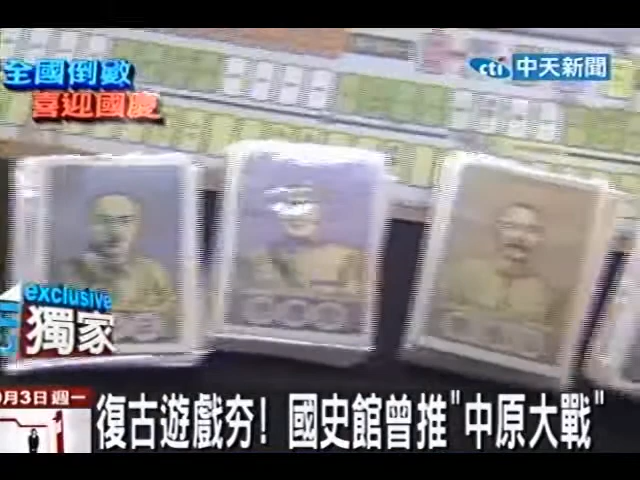 全國倒數
喜迎國慶
cti 中天新聞
exclusive
獨家
月3日週一
復古遊戲夯！國史館曾推"中原大戰"